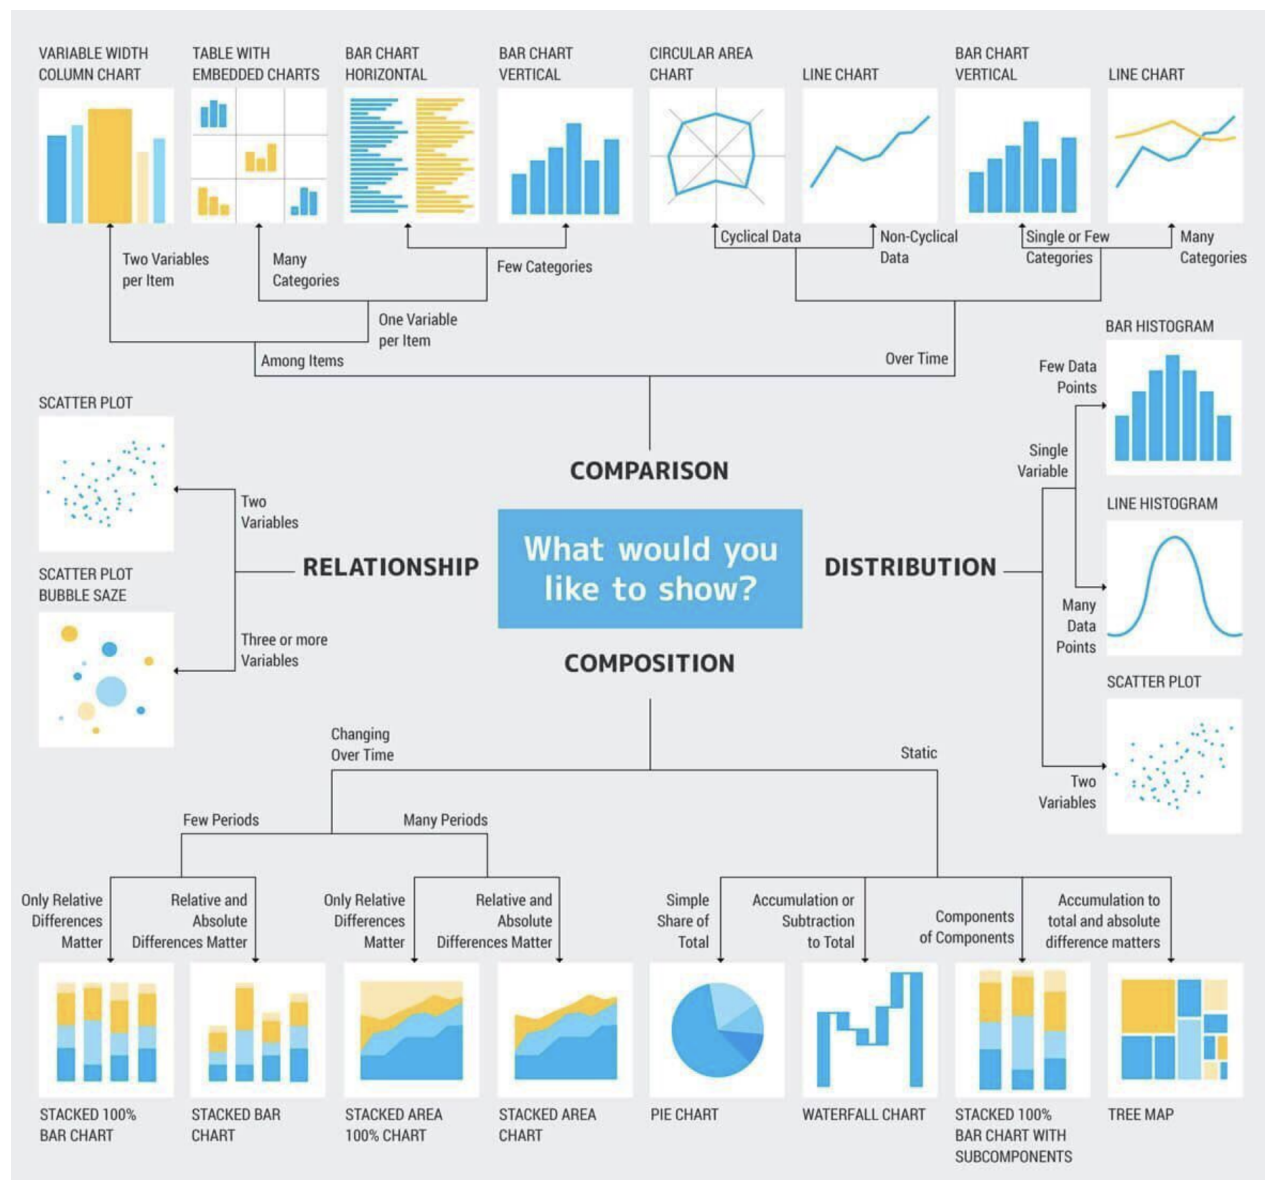 VARIABLE WIDTH
COLUMN CHART
TABLE WITH
EMBEDDED CHARTS
BAR CHART
HORIZONTAL
BAR CHART
VERTICAL
CIRCULAR AREA
CHART
LINE CHART
BAR CHART
VERTICAL
LINE CHART
Two Variables
per Item
Many
Categories
Few Categories
Cyclical Data
Non-Cyclical
Data
Single or Few
Categories
Many
Categories
One Variable
per Item
Among Items
Over Time
COMPARISON
SCATTER PLOT
Two
Variables
RELATIONSHIP
SCATTER PLOT
BUBBLE SAZE
Three or more
Variables
What would you
like to show?
DISTRIBUTION
BAR HISTOGRAM
Few Data
Points
Single
Variable
LINE HISTOGRAM
Many
Data
Points
SCATTER PLOT
Two
Variables
COMPOSITION
Changing
Over Time
Static
Few Periods
Many Periods
Only Relative
Differences
Matter
Relative and
Absolute
Differences Matter
Only Relative
Differences
Matter
Relative and
Absolute
Differences Matter
Simple
Share of
Total
Accumulation or
Subtraction
to Total
Components
of Components
Accumulation to
total and absolute
difference matters
STACKED 100%
BAR CHART
STACKED BAR
CHART
STACKED AREA
100% CHART
STACKED AREA
CHART
PIE CHART
WATERFALL CHART
STACKED 100%
BAR CHART WITH
SUBCOMPONENTS
TREE MAP